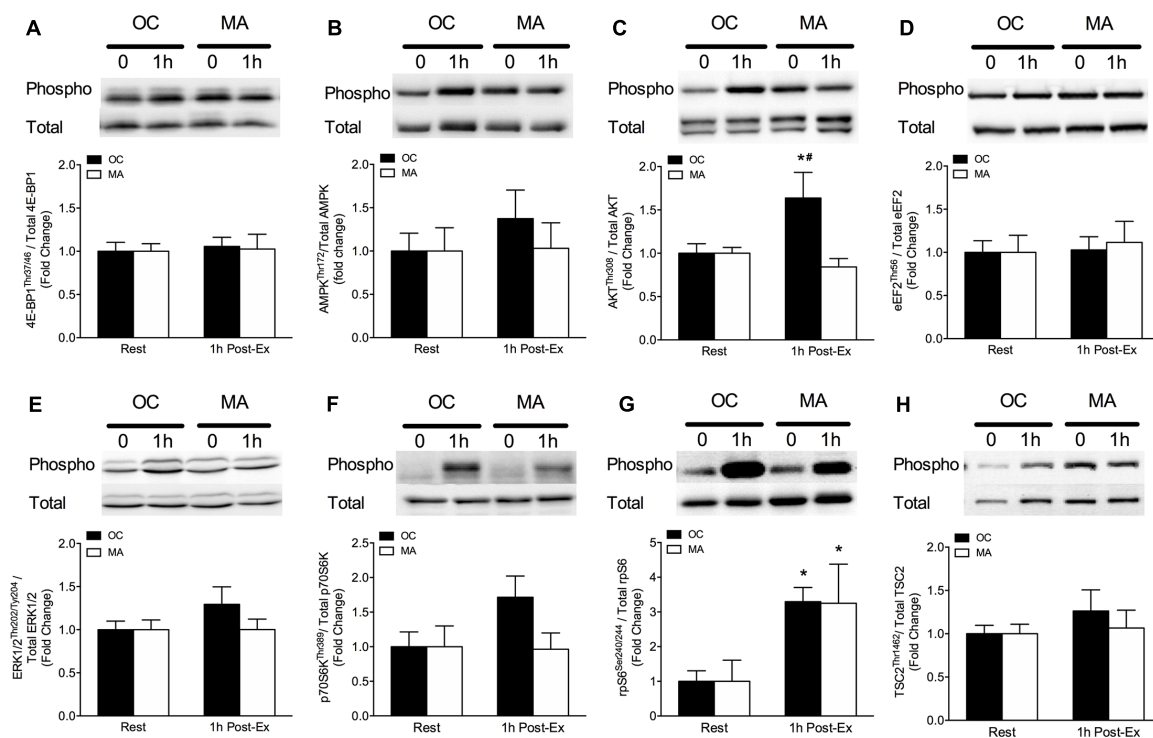 A
OC MA
0 1h 0 1h
Phospho
Total
OC
MA
4E-BP1Thr37/46 / Total 4E-BP1
(Fold Change)
2.0
1.5
1.0
0.5
0.0
Rest 1h Post-Ex
B
OC MA
0 1h 0 1h
Phospho
Total
OC
MA
AMPKThr172/Total AMPK
(fold change)
2.0
1.5
1.0
0.5
0.0
Rest 1h Post-Ex
C
OC MA
0 1h 0 1h
Phospho
Total
OC
MA
*#
AKTThr308 / Total AKT
(Fold Change)
2.0
1.5
1.0
0.5
0.0
Rest 1h Post-Ex
D
OC MA
0 1h 0 1h
Phospho
Total
OC
MA
eEF2Thr56 / Total eEF2
(Fold Change)
2.0
1.5
1.0
0.5
0.0
Rest 1h Post-Ex
E
OC MA
0 1h 0 1h
Phospho
Total
OC
MA
ERK1/2Thr202/Tyr204 /
Total ERK1/2
(Fold Change)
2.0
1.5
1.0
0.5
0.0
Rest 1h Post-Ex
F
OC MA
0 1h 0 1h
Phospho
Total
OC
MA
p70S6KThr389/ Total p70S6K
(Fold Change)
2.0
1.5
1.0
0.5
0.0
Rest 1h Post-Ex
G
OC MA
0 1h 0 1h
Phospho
Total
OC
MA
* *
rpS6Ser240/244 / Total rpS6
(Fold Change)
5
4
3
2
1
0
Rest 1h Post-Ex
H
OC MA
0 1h 0 1h
Phospho
Total
OC
MA
TSC2Thr1462/ Total TSC2
(Fold Change)
2.0
1.5
1.0
0.5
0.0
Rest 1h Post-Ex